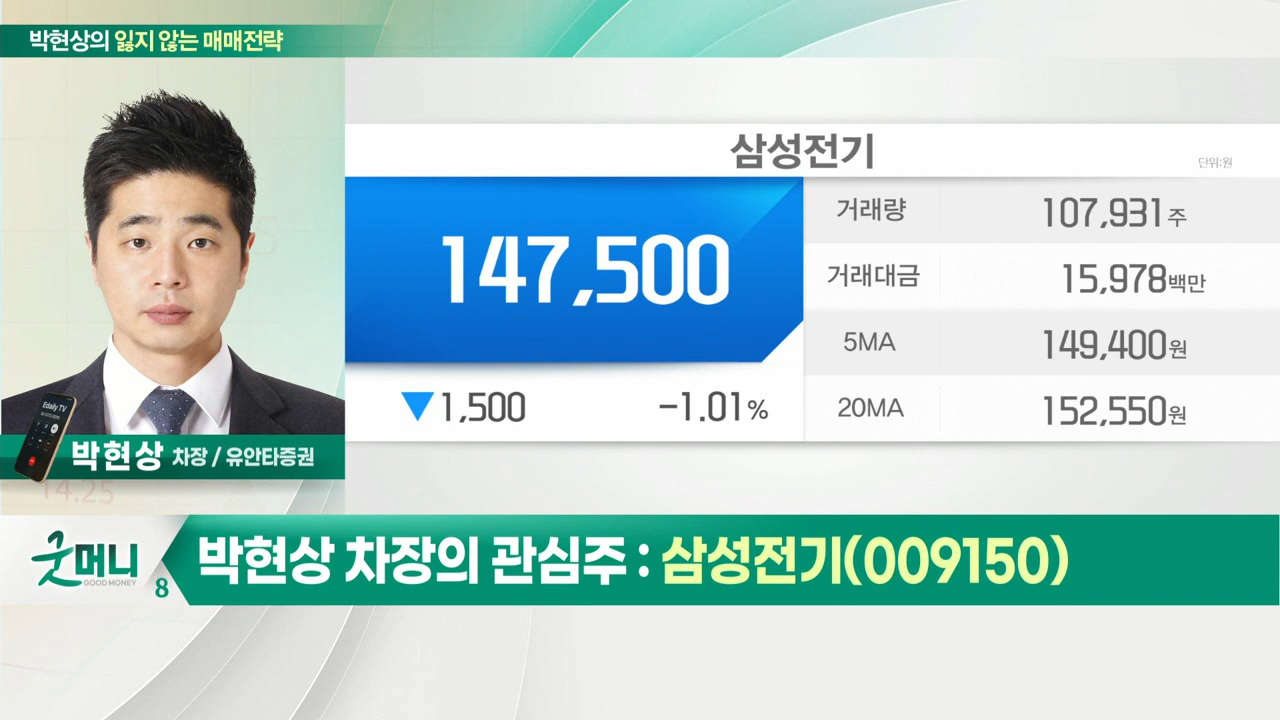 박현상의 잃지 않는 매매전략
삼성전기
단위:원
147,500
▼1,500 -1.01%
거래량 107,931주
거래대금 15,978백만
5MA 149,400원
20MA 152,550원
Edaily TV
박현상 차장 / 유안타증권
14.25
굿머니
GOOD MONEY
8
박현상 차장의 관심주 : 삼성전기(009150)